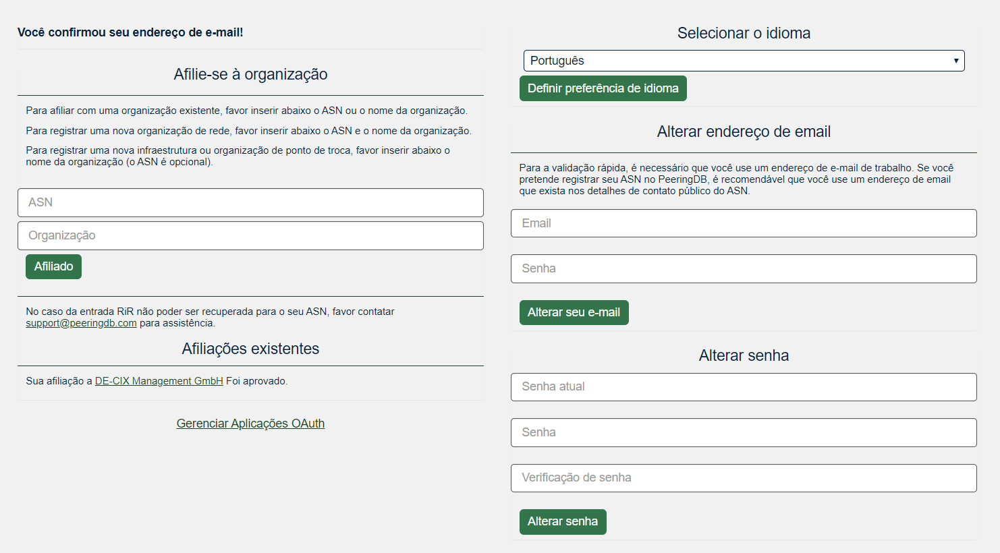 Você confirmou seu endereço de e-mail!
Afilie-se à organização
Para afiliar com uma organização existente, favor inserir abaixo o ASN ou o nome da organização.
Para registrar uma nova organização de rede, favor inserir abaixo o ASN e o nome da organização.
Para registrar uma nova infraestrutura ou organização de ponto de troca, favor inserir abaixo o
nome da organização (o ASN é opcional).
ASN
Organização
Afiliado
No caso da entrada RiR não poder ser recuperada para o seu ASN, favor contatar
support@peeringdb.com para assistência.
Afiliações existentes
Sua afiliação a DE-CIX Management GmbH Foi aprovado.
Gerenciar Aplicações OAuth
Selecionar o idioma
Português
Definir preferência de idioma
Alterar endereço de email
Para a validação rápida, é necessário que você use um endereço de e-mail de trabalho. Se você
pretende registrar seu ASN no PeeringDB, é recomendável que você use um endereço de email
que exista nos detalhes de contato público do ASN.
Email
Senha
Alterar seu e-mail
Alterar senha
Senha atual
Senha
Verificação de senha
Alterar senha